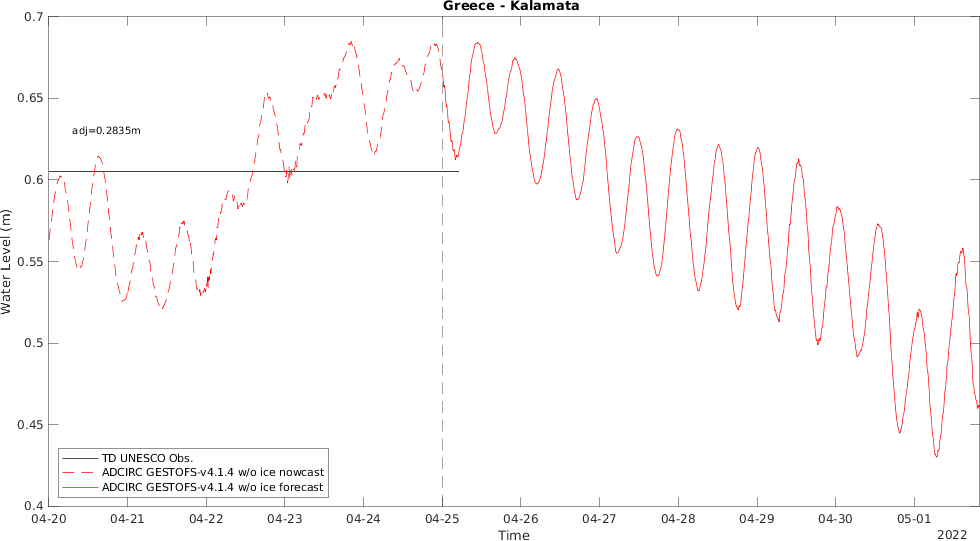 Greece - Kalamata
0.7
0.65
0.6
0.55
0.5
0.45
0.4
Water Level (m)
adj=0.2835m
TD UNESCO Obs.
ADCIRC GESTOFS-v4.1.4 w/o ice nowcast
ADCIRC GESTOFS-v4.1.4 w/o ice forecast
04-20 04-21 04-22 04-23 04-24 04-25 04-26 04-27 04-28 04-29 04-30 05-01
Time
2022